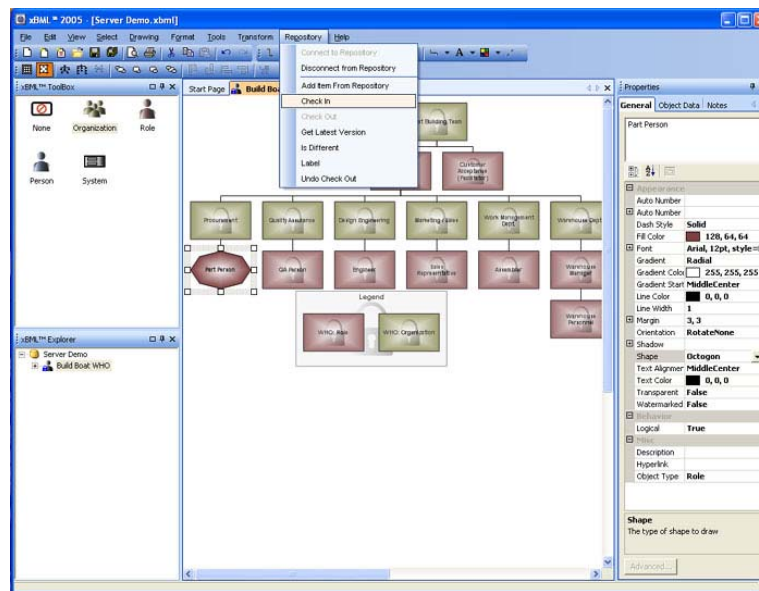 xBML ™ 2005 - [Server Demo.xbml]
File Edit View Select Drawing Format Tools Transform Repository Help
Connect to Repository
Disconnect from Repository
Add Item From Repository
Check In
Check Out
Get Latest Version
Is Different
Label
Undo Check Out
xBML™ ToolBox
None Organization Role
Person System
xBML™ Explorer
Server Demo
Build Boat WHO
Start Page Build Boa
Building Team
Customer
Acceptance
(Facilitator)
Procurement Quality Assurance Design Engineering Marketing / Sales Work Management Dept. Warehouse Dept
Part Person QA Person Engineer Sales Representative Assembler Warehouse Manager
Warehouse
Personnel
Legend
WHO: Role WHO: Organization
Properties
General Object Data Notes
Part Person
Appearance
Auto Number
Auto Number
Dash Style Solid
Fill Color 128, 64, 64
Font Arial, 12pt, style=
Gradient Radial
Gradient Colo 255, 255, 255
Gradient Start MiddleCenter
Line Color 0, 0, 0
Line Width 1
Margin 3, 3
Orientation RotateNone
Shadow
Shape Octogon
Text Alignmer MiddleCenter
Text Color 0, 0, 0
Transparent False
Watermarked False
Behavior
Logical True
Misc
Description
Hyperlink
Object Type Role
Shape
The type of shape to draw
Advanced...